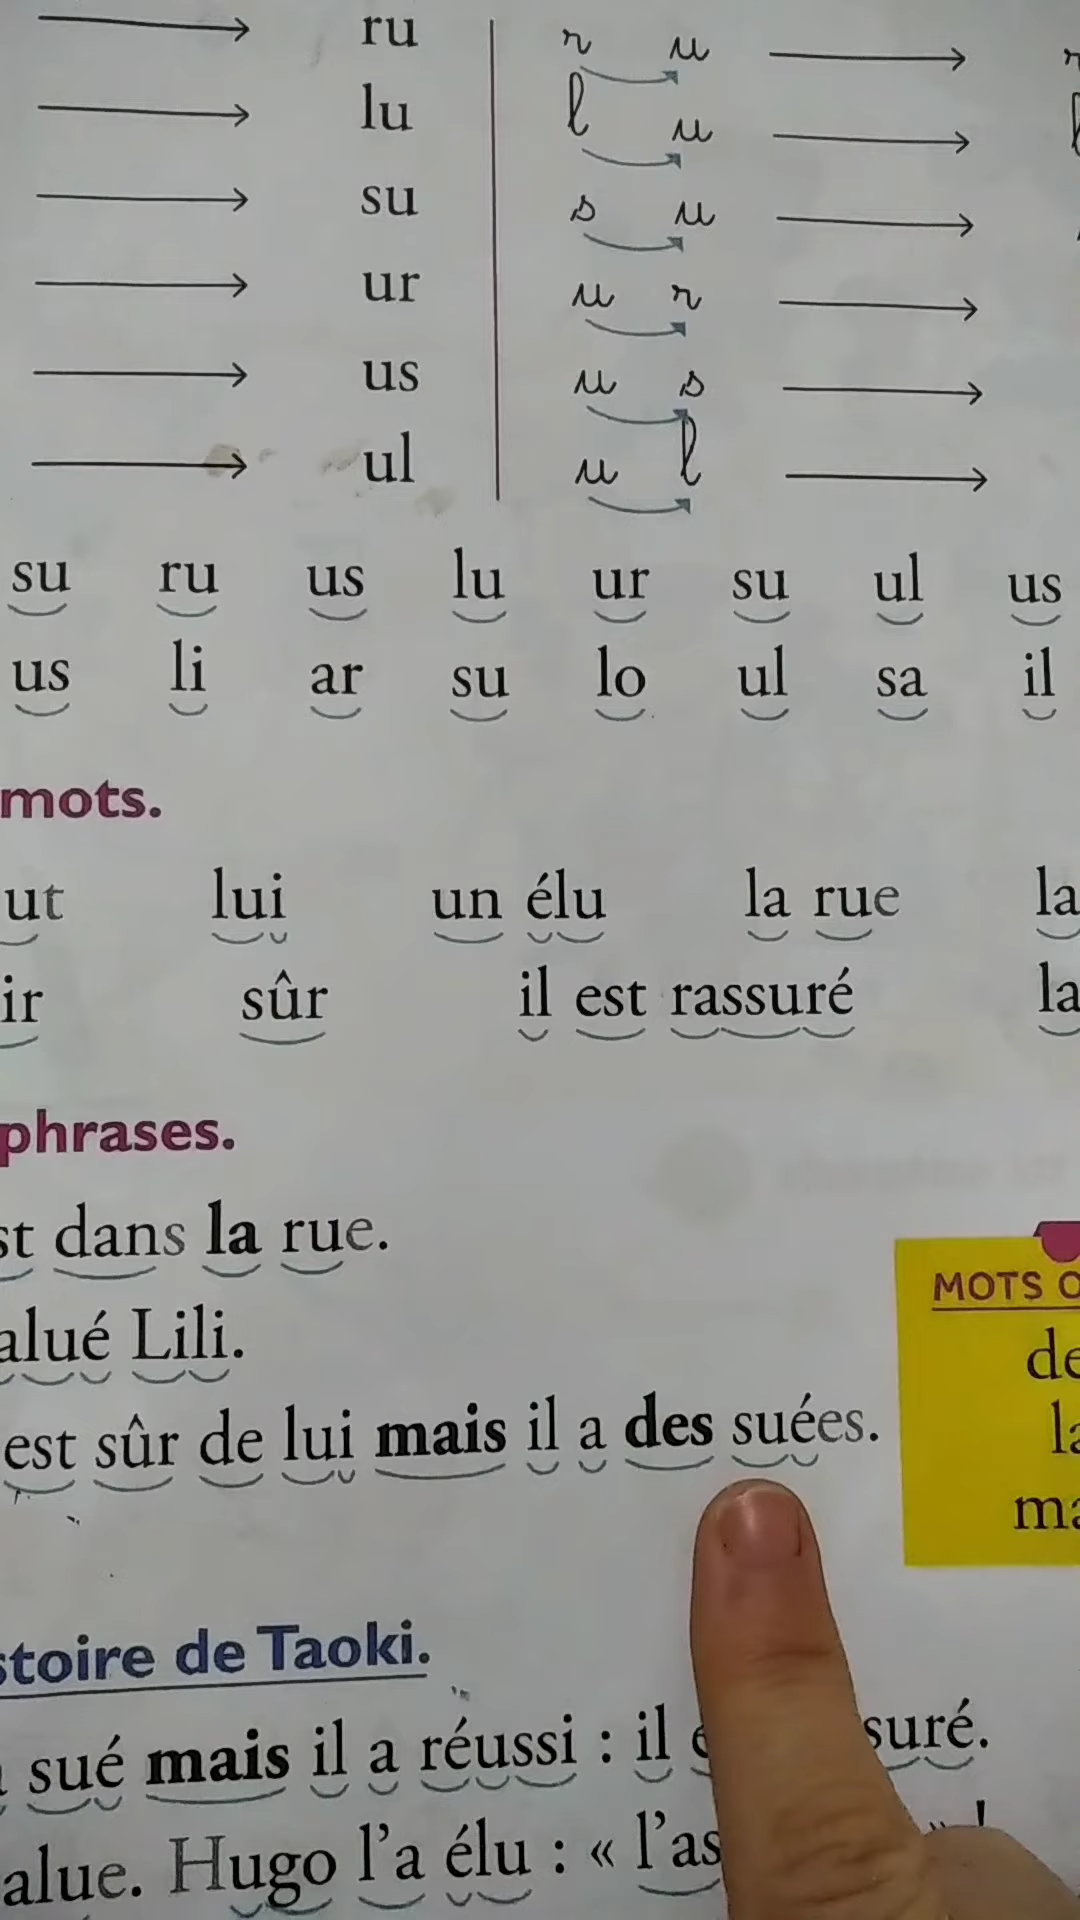 ru r u
lu l u
su s u
ur u r
us u s
ul u l
su ru us lu ur su ul us
us li ar su lo ul sa il
mots.
ut lui un élu la rue la
ir sûr il est rassuré la
phrases.
st dans la rue.
alué Lili.
est sûr de lui mais il a des suées.
MOTS O
de
la
ma
stoire de Taoki.
sué mais il a réussi : il suré.
alue. Hugo l'a élu : « l'as » !